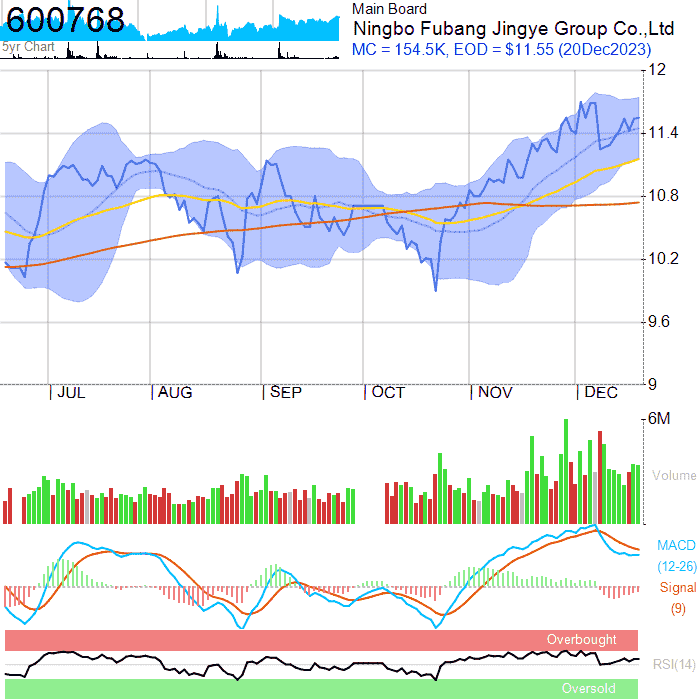 600768
5yr Chart
Main Board
Ningbo Fubang Jingye Group Co.,Ltd
MC = 154.5K, EOD = $11.55 (20Dec2023)
12
11.4
10.8
10.2
9.6
9
JUL AUG SEP OCT NOV DEC
6M
Volume
MACD
(12-26)
Signal
(9)
Overbought
RSI(14)
Oversold